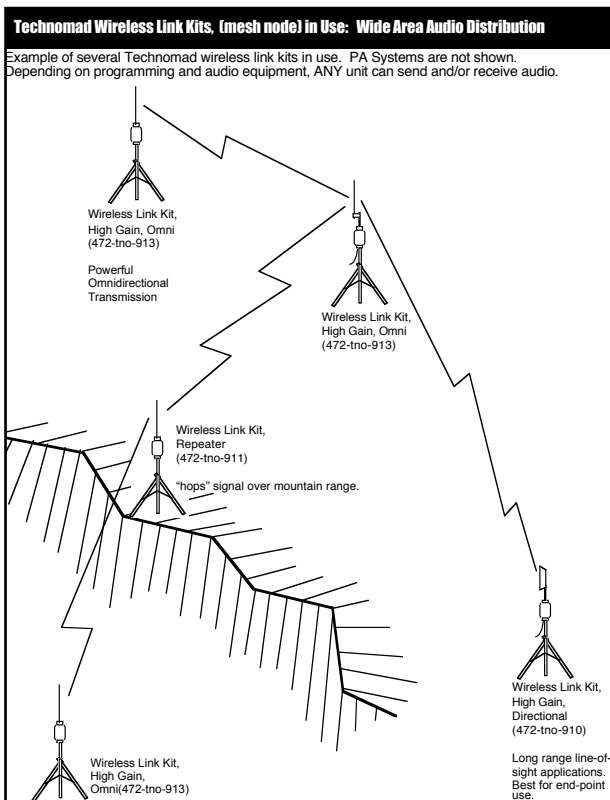 Technomad Wireless Link Kits, (mesh node) in Use: Wide Area Audio Distribution
Example of several Technomad wireless link kits in use. PA Systems are not shown.
Depending on programming and audio equipment, ANY unit can send and/or receive audio.
Wireless Link Kit,
High Gain, Omni
(472-tno-913)
Powerful
Omnidirectional
Transmission
Wireless Link Kit,
High Gain, Omni
(472-tno-913)
Wireless Link Kit,
Repeater
(472-tno-911)
“hops” signal over mountain range.
Wireless Link Kit,
High Gain,
Directional
(472-tno-910)
Long range line-of-
sight applications.
Best for end-point
use.
Wireless Link Kit,
High Gain,
Omni(472-tno-913)